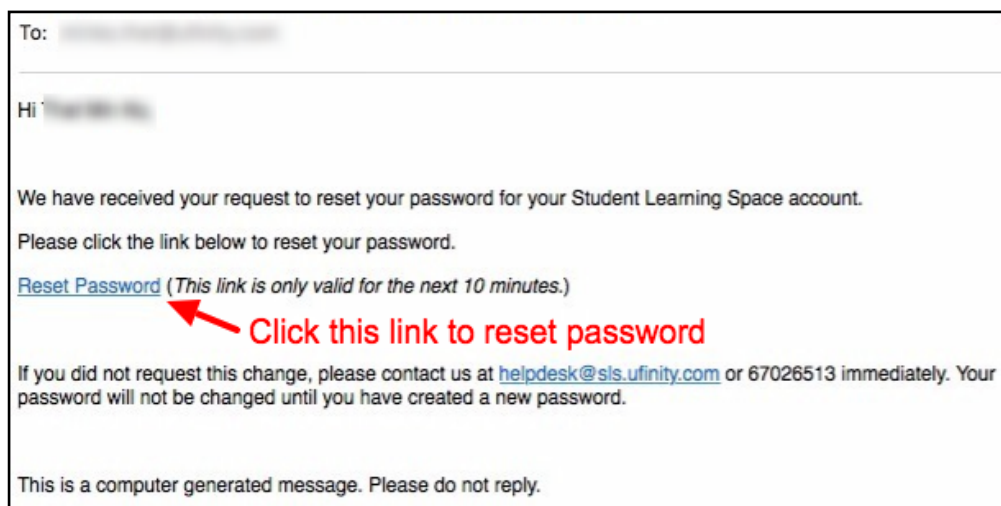 To:
Hi
We have received your request to reset your password for your Student Learning Space account.
Please click the link below to reset your password.
Reset Password (This link is only valid for the next 10 minutes.)
Click this link to reset password
If you did not request this change, please contact us at helpdesk@sls.ufinity.com or 67026513 immediately. Your
password will not be changed until you have created a new password.
This is a computer generated message. Please do not reply.